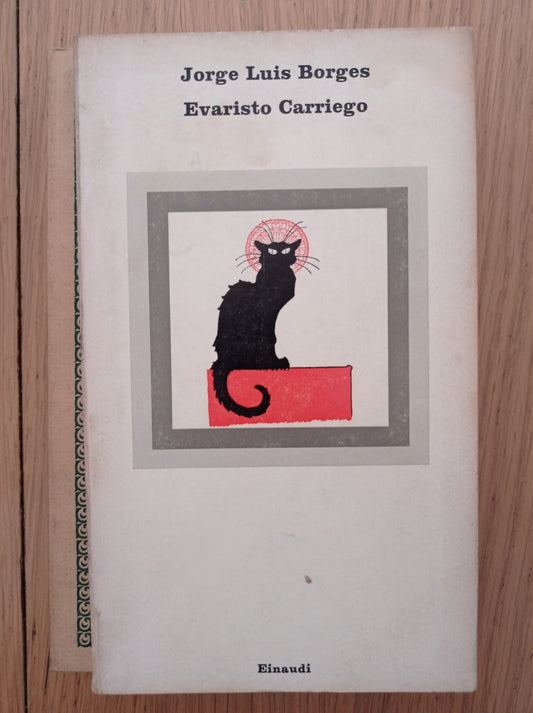 Jorge Luis Borges
Evaristo Carriego
Einaudi